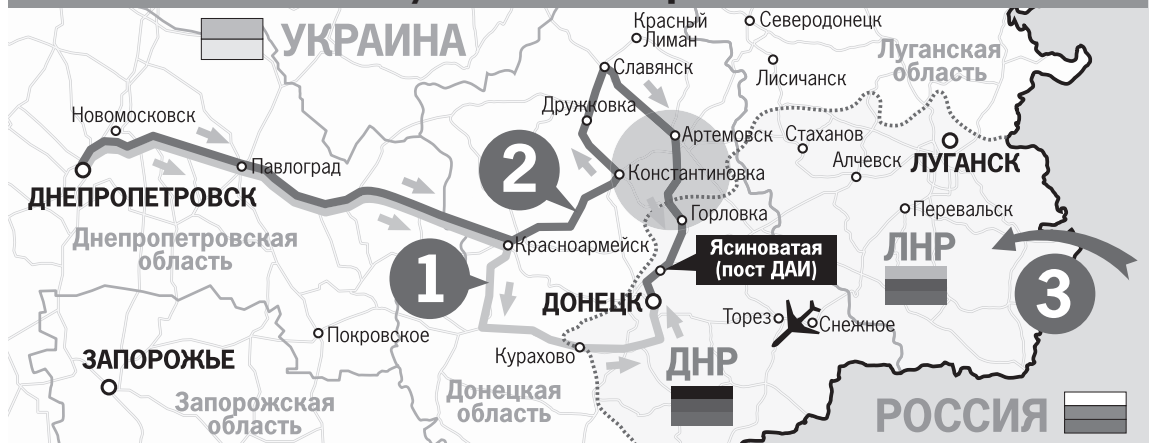 Красный
Лиман
Северодонецк
УКРАИНА
Славянск
Луганская
область
Лисичанск
Дружковка
Новомосковск
Артемовск
Стаханов
ЛУГАНСК
Павлоград
2
Константиновка
Алчевск
ДНЕПРОПЕТРОВСК
Горловка
Перевальск
Днепропетровская
область
Красноармейск
Ясиноватая
(пост ДАИ)
ЛНР
1
3
ДОНЕЦК
Торез
Снежное
Покровское
Курахово
ЗАПОРОЖЬЕ
ДНР
Донецкая
область
Запорожская
область
РОССИЯ